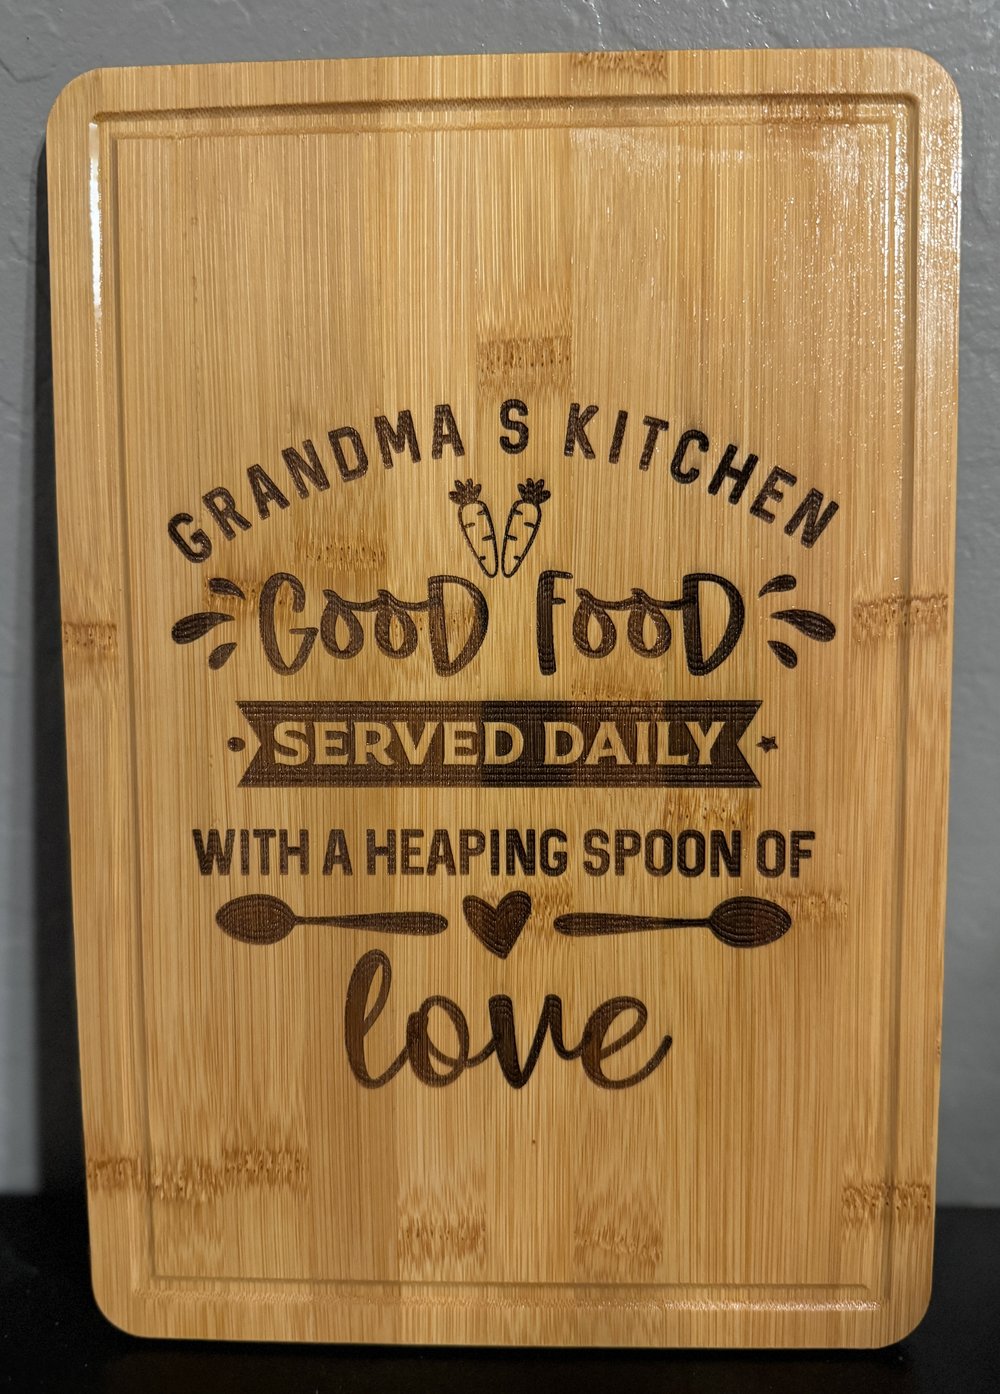 GRANDMA S KITCHEN
GOOD FOOD
SERVED DAILY
WITH A HEAPING SPOON OF
love